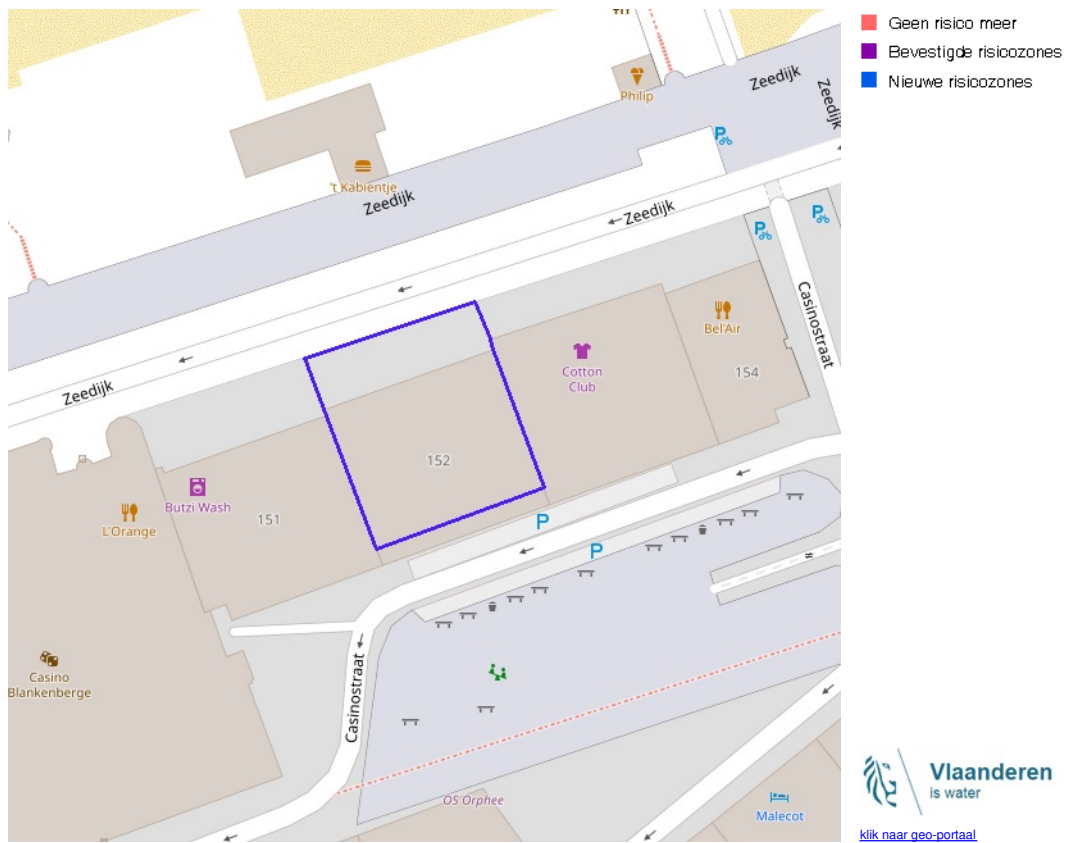 Geen risico meer
Bevestigde risicozones
Nieuwe risicozones
Philip
Zeedijk
Zeedijk
't Kabientje
Zeedijk
Zeedijk
Bel'Air
154
Casinostraat
Cotton
Club
Zeedijk
152
Butzi Wash
151
L'Orange
P
P
Casino
Blankenberge
Casinostraat
OS Orphee
Malecot
P
P
P
Vlaanderen
is water
klik naar geo-portaal